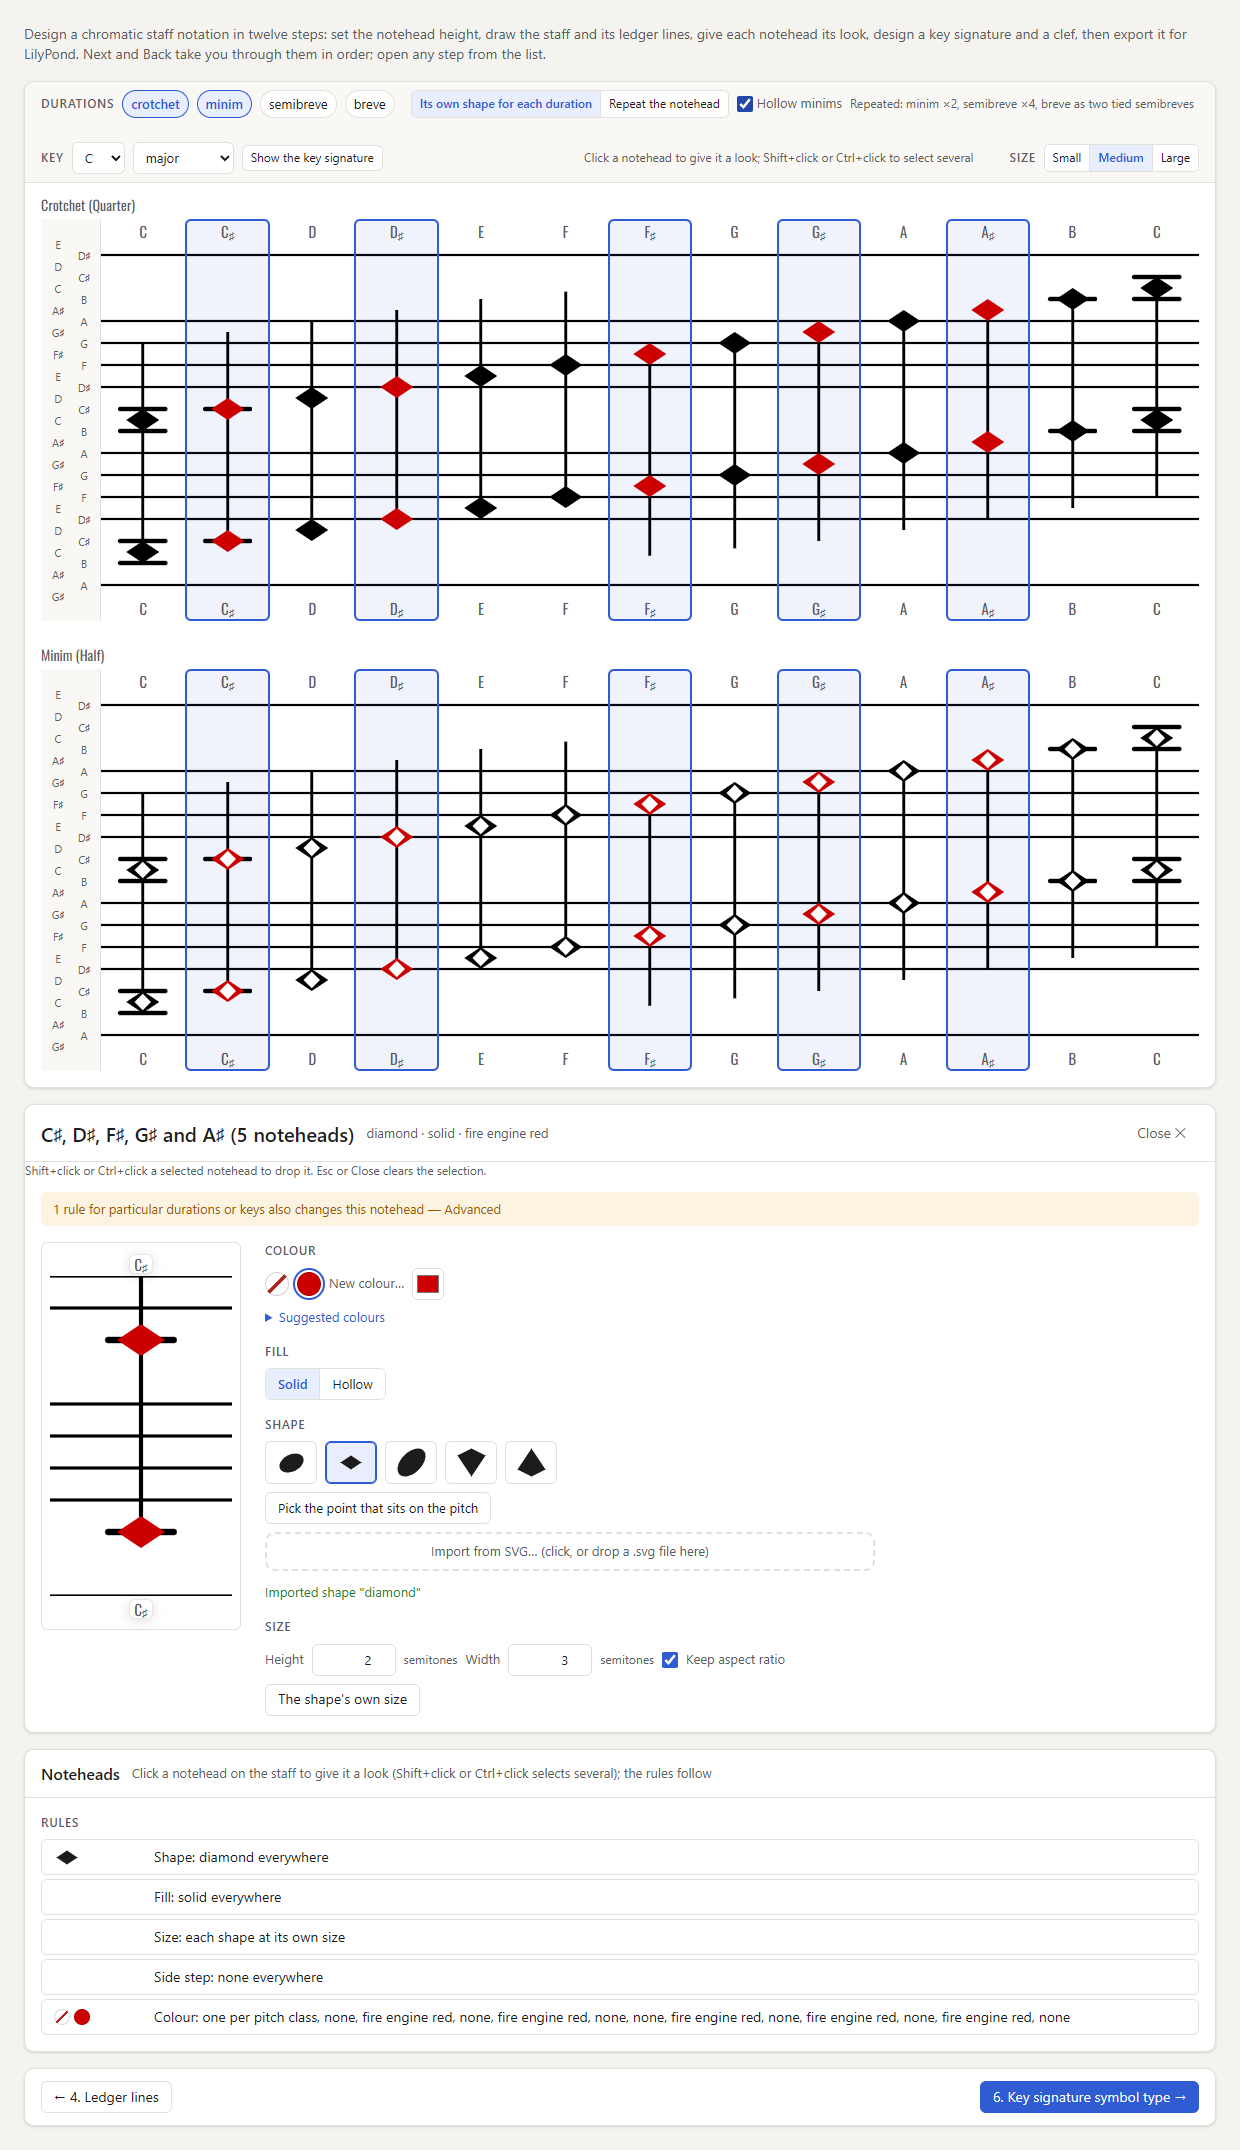 Design a chromatic staff notation in twelve steps: set the notehead height, draw the staff and its ledger lines, give each notehead its look, design a key signature and a clef, then export it for
LilyPond. Next and Back take you through them in order; open any step from the list.
DURATIONS crotchet minim semibreve breve Its own shape for each duration Repeat the notehead Hollow minims Repeated: minim ×2, semibreve ×4, breve as two tied semibreves
KEY C major Show the key signature Click a notehead to give it a look; Shift+click or Ctrl+click to select several SIZE Small Medium Large
Crotchet (Quarter)
C C♯ D D♯ E F F♯ G G♯ A A♯ B C
E
D♯
D
C♯
C
B
A♯
A
G♯
G
F♯
F
E
D♯
D
C♯
C
B
A♯
A
G♯
G
F♯
F
E
D♯
D
C♯
C
B
A♯
A
G♯
C C♯ D D♯ E F F♯ G G♯ A A♯ B C
Minim (Half)
C C♯ D D♯ E F F♯ G G♯ A A♯ B C
E
D♯
D
C♯
C
B
A♯
A
G♯
G
F♯
F
E
D♯
D
C♯
C
B
A♯
A
G♯
G
F♯
F
E
D♯
D
C♯
C
B
A♯
A
G♯
C C♯ D D♯ E F F♯ G G♯ A A♯ B C
C♯, D♯, F♯, G♯ and A♯ (5 noteheads) diamond · solid · fire engine red Close ×
Shift+click or Ctrl+click a selected notehead to drop it. Esc or Close clears the selection.
1 rule for particular durations or keys also changes this notehead — Advanced
C♯
C♯
COLOUR
New colour...
Suggested colours
FILL
Solid Hollow
SHAPE
Pick the point that sits on the pitch
Import from SVG... (click, or drop a .svg file here)
Imported shape "diamond"
SIZE
Height 2 semitones Width 3 semitones Keep aspect ratio
The shape's own size
Noteheads Click a notehead on the staff to give it a look (Shift+click or Ctrl+click selects several); the rules follow
RULES
Shape: diamond everywhere
Fill: solid everywhere
Size: each shape at its own size
Side step: none everywhere
Colour: one per pitch class, none, fire engine red, none, fire engine red, none, none, fire engine red, none, fire engine red, none, fire engine red, none
← 4. Ledger lines 6. Key signature symbol type →